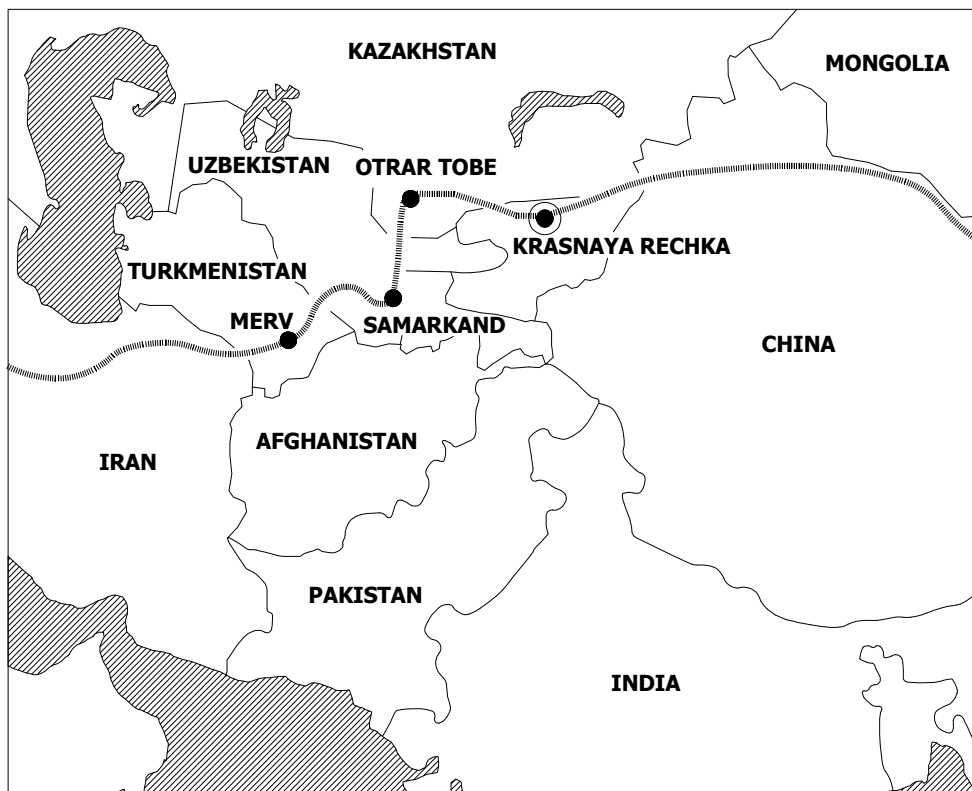 KAZAKHSTAN
MONGOLIA
UZBEKISTAN
OTRAR TOBE
KRASNAYA RECHKA
TURKMENISTAN
MERV
SAMARKAND
CHINA
AFGHANISTAN
IRAN
PAKISTAN
INDIA